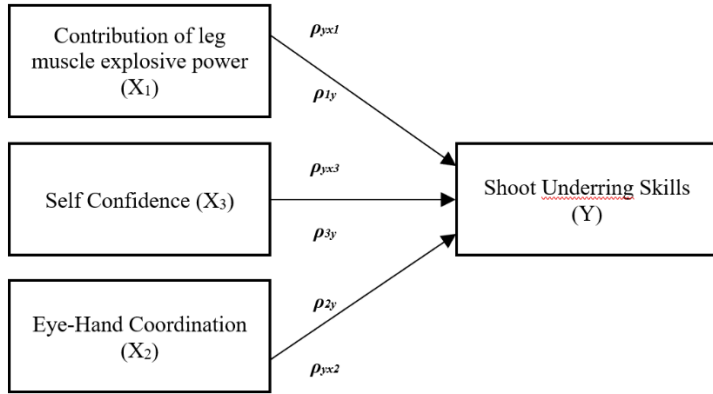 Contribution of leg
muscle explosive power
(X₁)
ρyx1
ρ1y
Self Confidence (X₃)
ρyx3
ρ3y
Shoot Underring Skills
(Y)
Eye-Hand Coordination
(X₂)
ρ2y
ρyx2